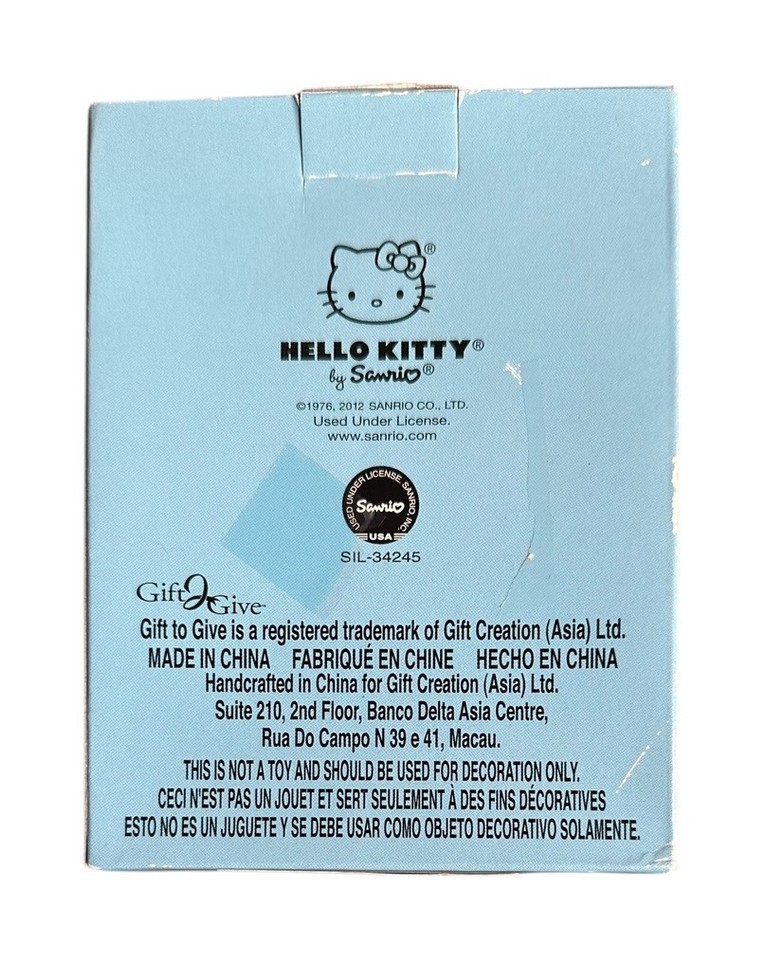 ®
HELLO KITTY®
by Sanrio®
©1976, 2012 SANRIO CO., LTD.
Used Under License.
www.sanrio.com
USED UNDER LICENSE SANRIO, INC.
Sanrio
USA
SIL-34245
Gift 2 Give™
Gift to Give is a registered trademark of Gift Creation (Asia) Ltd.
MADE IN CHINA FABRIQUÉ EN CHINE HECHO EN CHINA
Handcrafted in China for Gift Creation (Asia) Ltd.
Suite 210, 2nd Floor, Banco Delta Asia Centre,
Rua Do Campo N 39 e 41, Macau.
THIS IS NOT A TOY AND SHOULD BE USED FOR DECORATION ONLY.
CECI N'EST PAS UN JOUET ET SERT SEULEMENT À DES FINS DÉCORATIVES
ESTO NO ES UN JUGUETE Y SE DEBE USAR COMO OBJETO DECORATIVO SOLAMENTE.